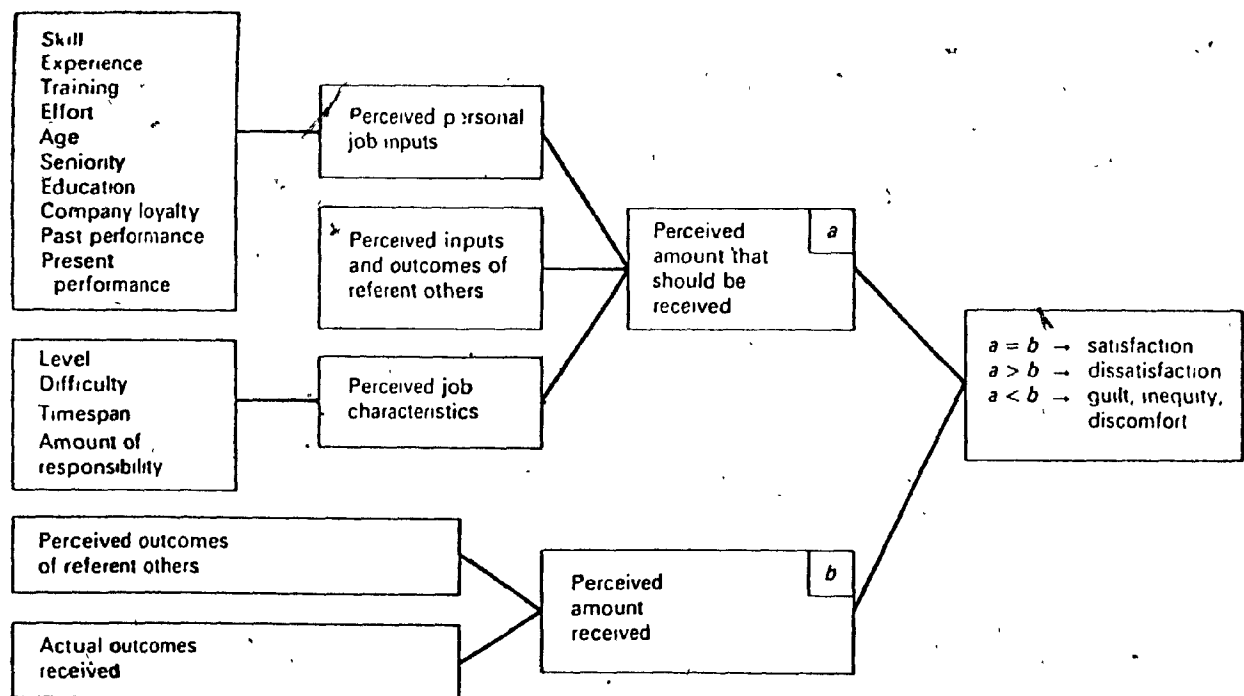 Skill
Experience
Training
Effort
Age
Seniority
Education
Company loyalty
Past performance
Present
performance
Perceived personal
job inputs
Perceived inputs
and outcomes of
referent others
Level
Difficulty
Timespan
Amount of
responsibility
Perceived job
characteristics
Perceived
amount that
should be
received
a
Perceived outcomes
of referent others
Actual outcomes
received
Perceived
amount
received
b
a = b → satisfaction
a > b → dissatisfaction
a < b → guilt, inequity,
discomfort